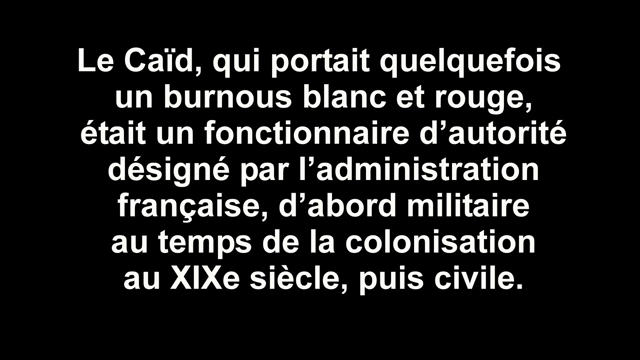 Le Caïd, qui portait quelquefois
un burnous blanc et rouge,
était un fonctionnaire d’autorité
désigné par l’administration
française, d’abord militaire
au temps de la colonisation
au XIXe siècle, puis civile.